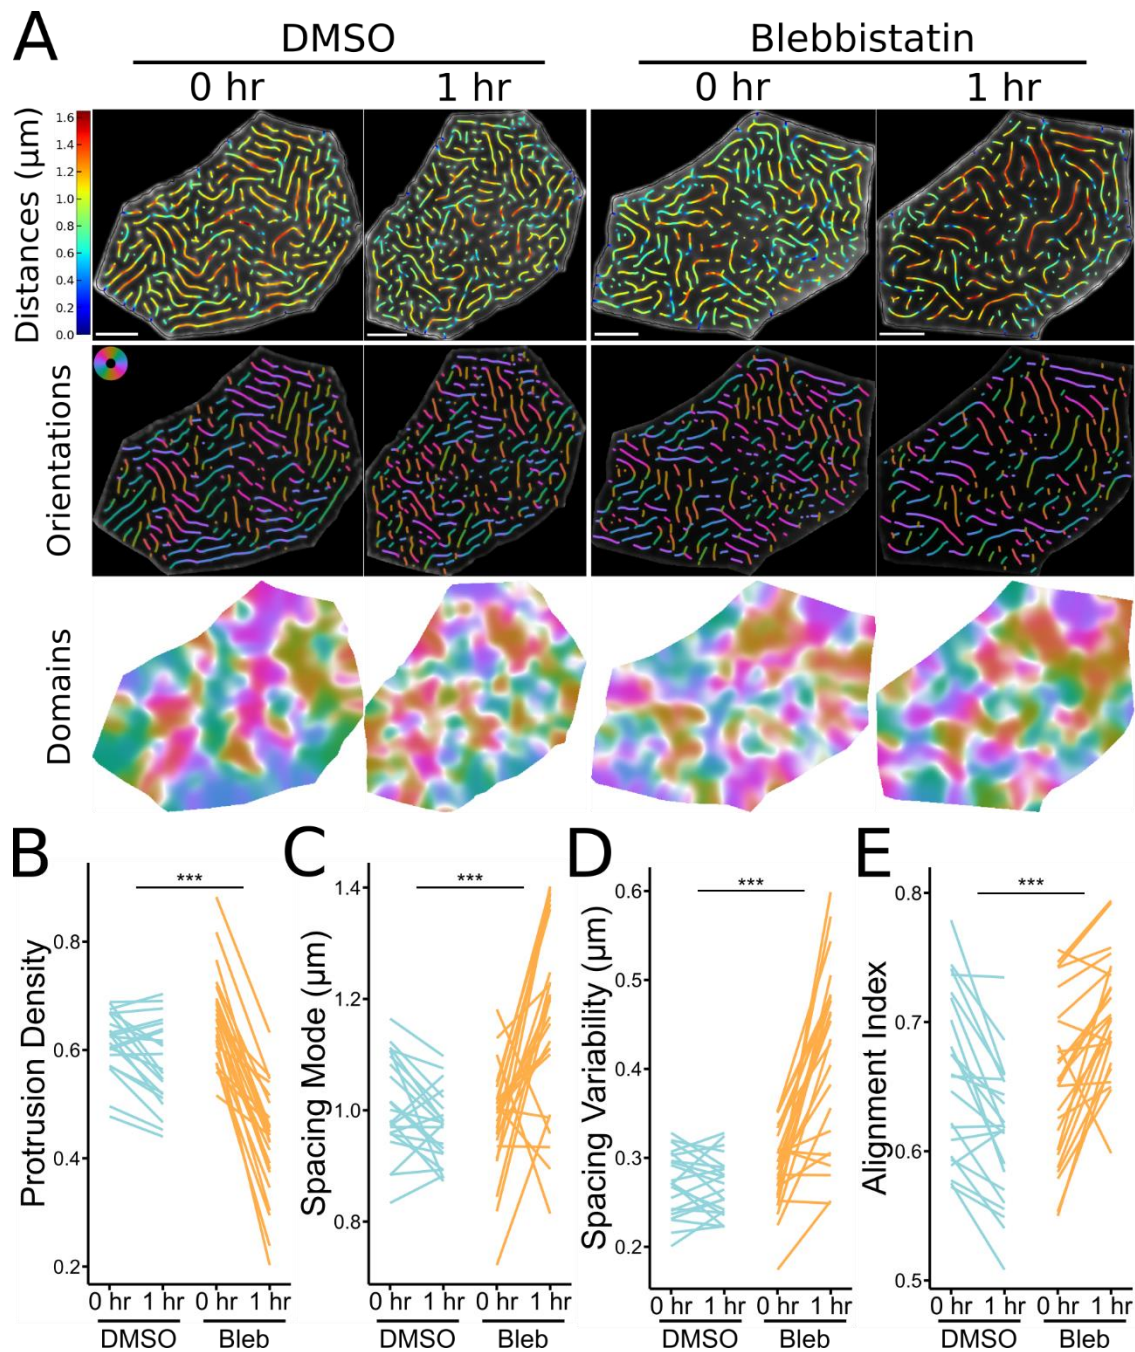 A
DMSO
Blebbistatin
0 hr
1 hr
0 hr
1 hr
Distances (μm)
1.6
1.4
1.2
1.0
0.8
0.6
0.4
0.2
0.0
Orientations
Domains
B
Protrusion Density
0.8
0.6
0.4
0.2
***
0 hr 1 hr 0 hr 1 hr
DMSO Bleb
C
Spacing Mode (μm)
1.4
1.2
1.0
0.8
***
0 hr 1 hr 0 hr 1 hr
DMSO Bleb
D
Spacing Variability (μm)
0.6
0.5
0.4
0.3
0.2
***
0 hr 1 hr 0 hr 1 hr
DMSO Bleb
E
Alignment Index
0.8
0.7
0.6
0.5
***
0 hr 1 hr 0 hr 1 hr
DMSO Bleb